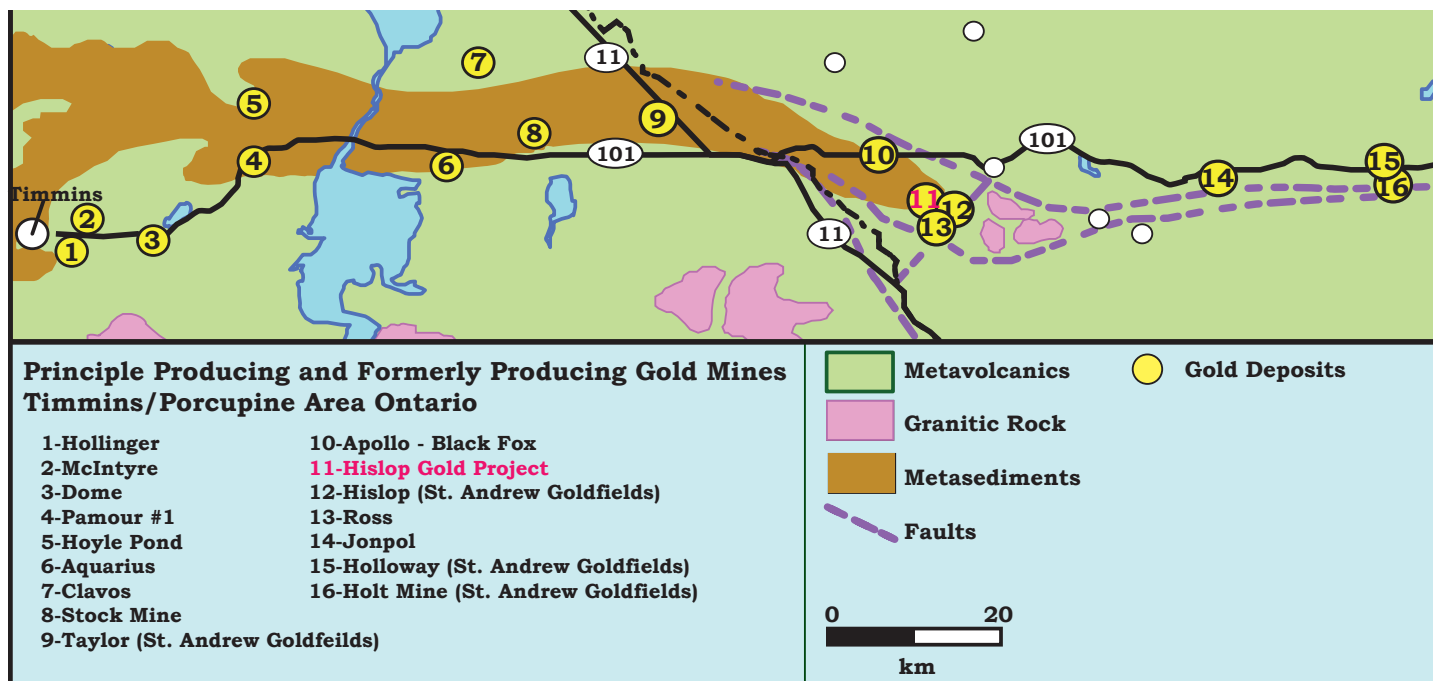 7
11
5
9
8
10
101
15
4
6
101
14
16
Timmins
11
12
2
13
1
3
11
Principle Producing and Formerly Producing Gold Mines
Timmins/Porcupine Area Ontario
1-Hollinger
2-McIntyre
3-Dome
4-Pamour #1
5-Hoyle Pond
6-Aquarius
7-Clavos
8-Stock Mine
9-Taylor (St. Andrew Goldfeilds)
10-Apollo - Black Fox
11-Hislop Gold Project
12-Hislop (St. Andrew Goldfields)
13-Ross
14-Jonpol
15-Holloway (St. Andrew Goldfields)
16-Holt Mine (St. Andrew Goldfields)
Metavolcanics
Gold Deposits
Granitic Rock
Metasediments
Faults
0 20
km